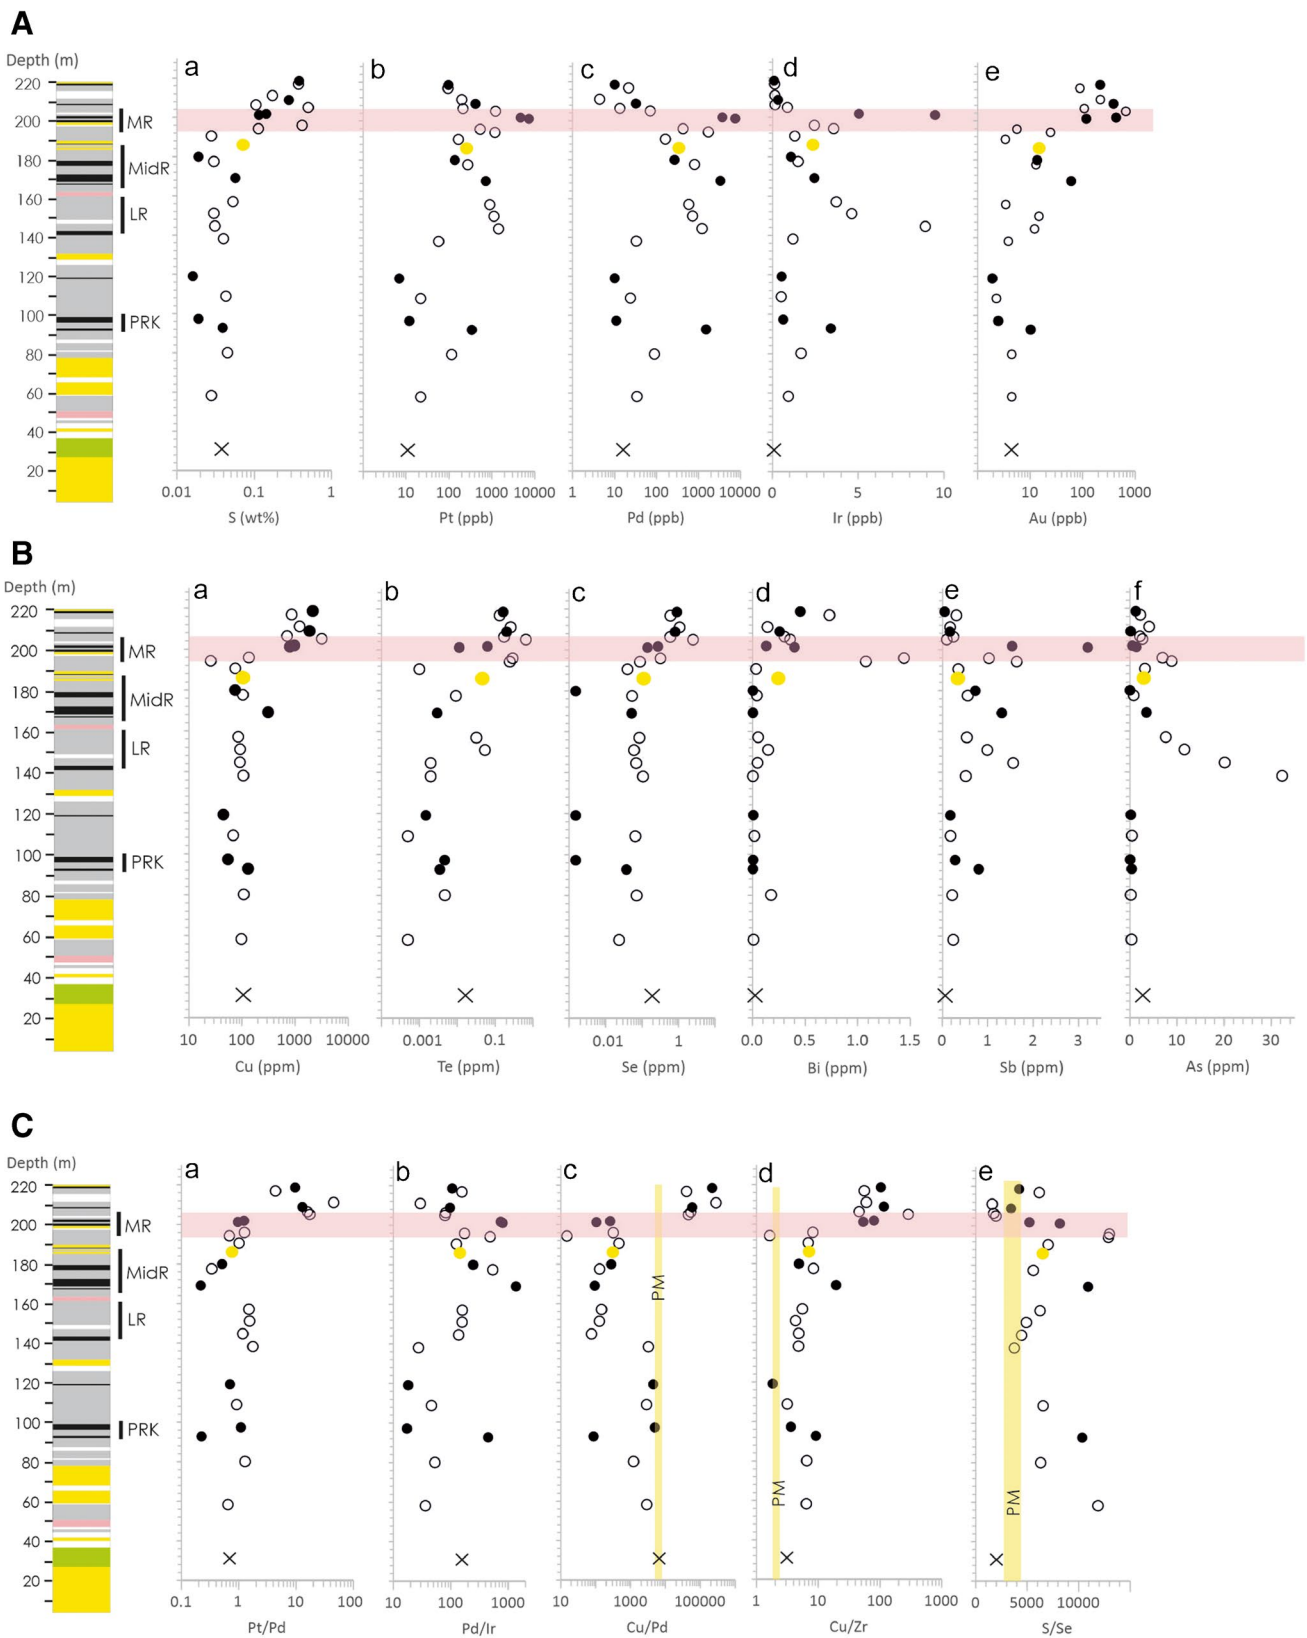 A
Depth (m)
a
b
c
d
e
220
200
180
160
140
120
100
80
60
40
20
MR
MidR
LR
PRK
0.01 0.1 1
10 100 1000 10000
1 10 100 1000 10000
0 5 10
10 100 1000
S (wt%)
Pt (ppb)
Pd (ppb)
Ir (ppb)
Au (ppb)
B
Depth (m)
a
b
c
d
e
f
220
200
180
160
140
120
100
80
60
40
20
MR
MidR
LR
PRK
10 100 1000 10000
0.001 0.1
0.01 1
0.0 0.5 1.0 1.5
0 1 2 3
0 10 20 30
Cu (ppm)
Te (ppm)
Se (ppm)
Bi (ppm)
Sb (ppm)
As (ppm)
C
Depth (m)
a
b
c
d
e
220
200
180
160
140
120
100
80
60
40
20
MR
MidR
LR
PRK
PM
PM
PM
0.1 1 10 100
10 100 1000
10 1000 100000
1 10 100 1000
0 5000 10000
Pt/Pd
Pd/Ir
Cu/Pd
Cu/Zr
S/Se